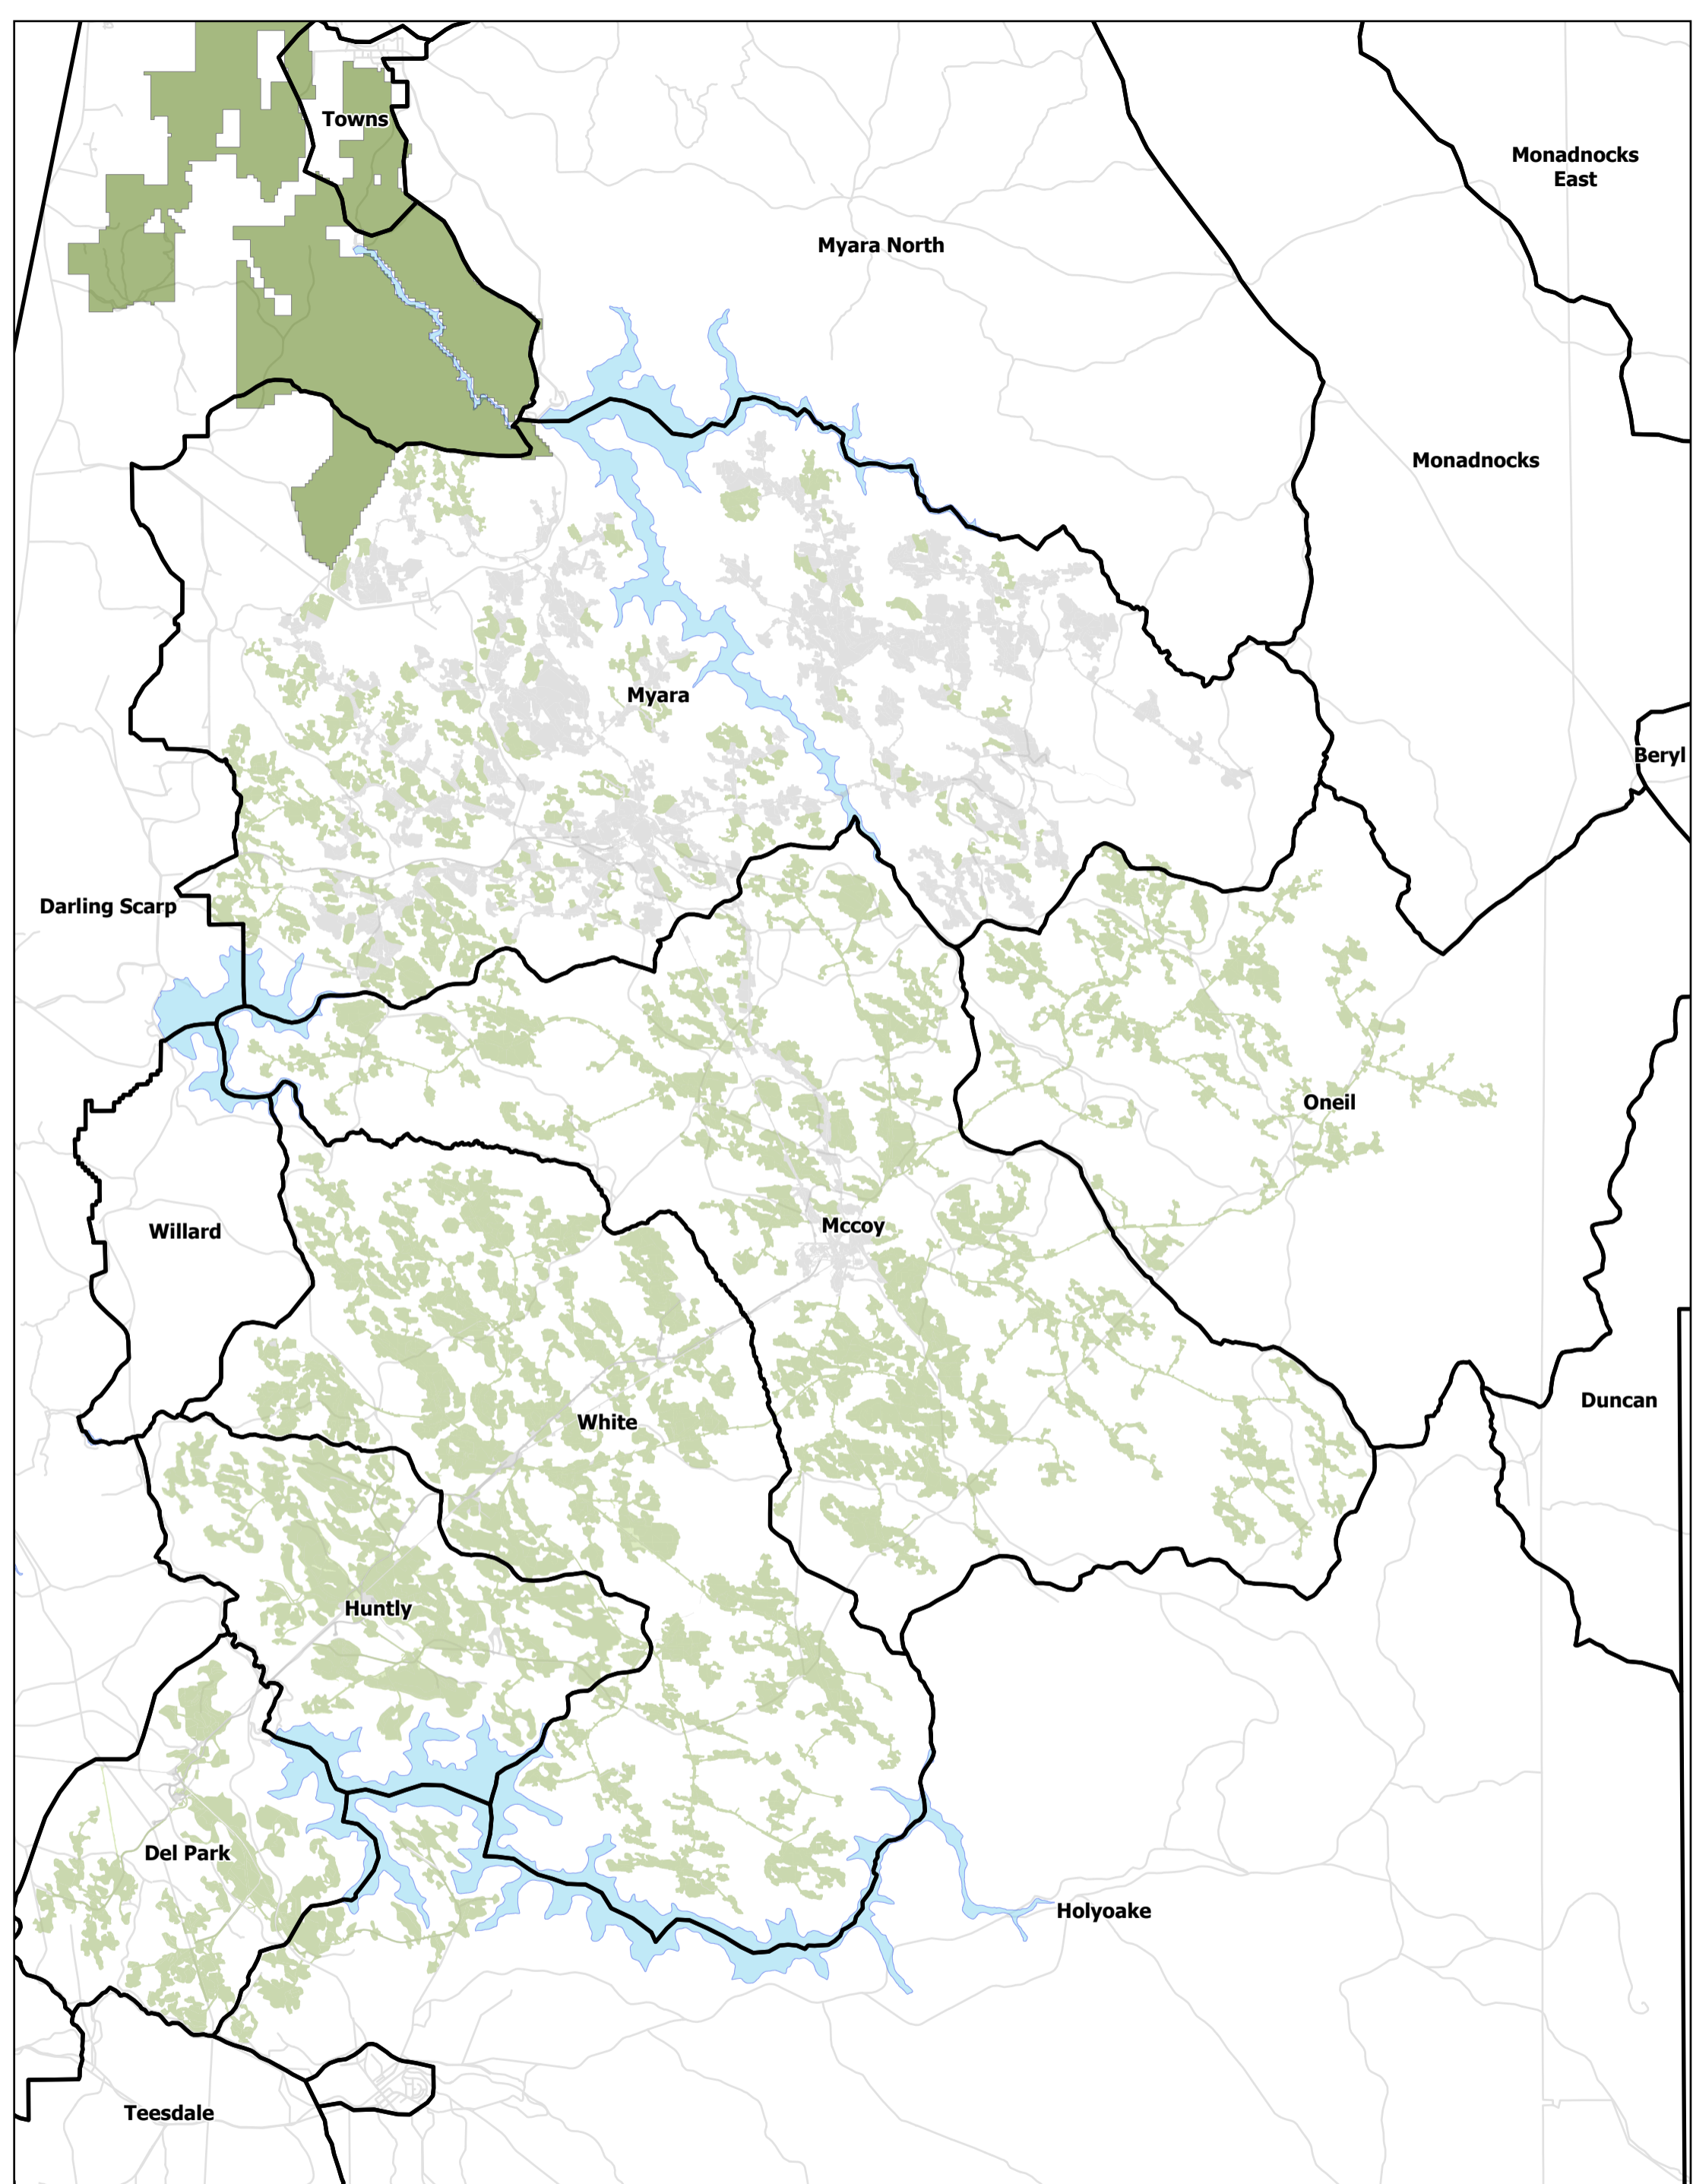 Towns
Monadnocks
East
Myara North
Monadnocks
Myara
Beryl
Darling Scarp
Oneil
Mccoy
Willard
Duncan
White
Huntly
Del Park
Holyoake
Teesdale